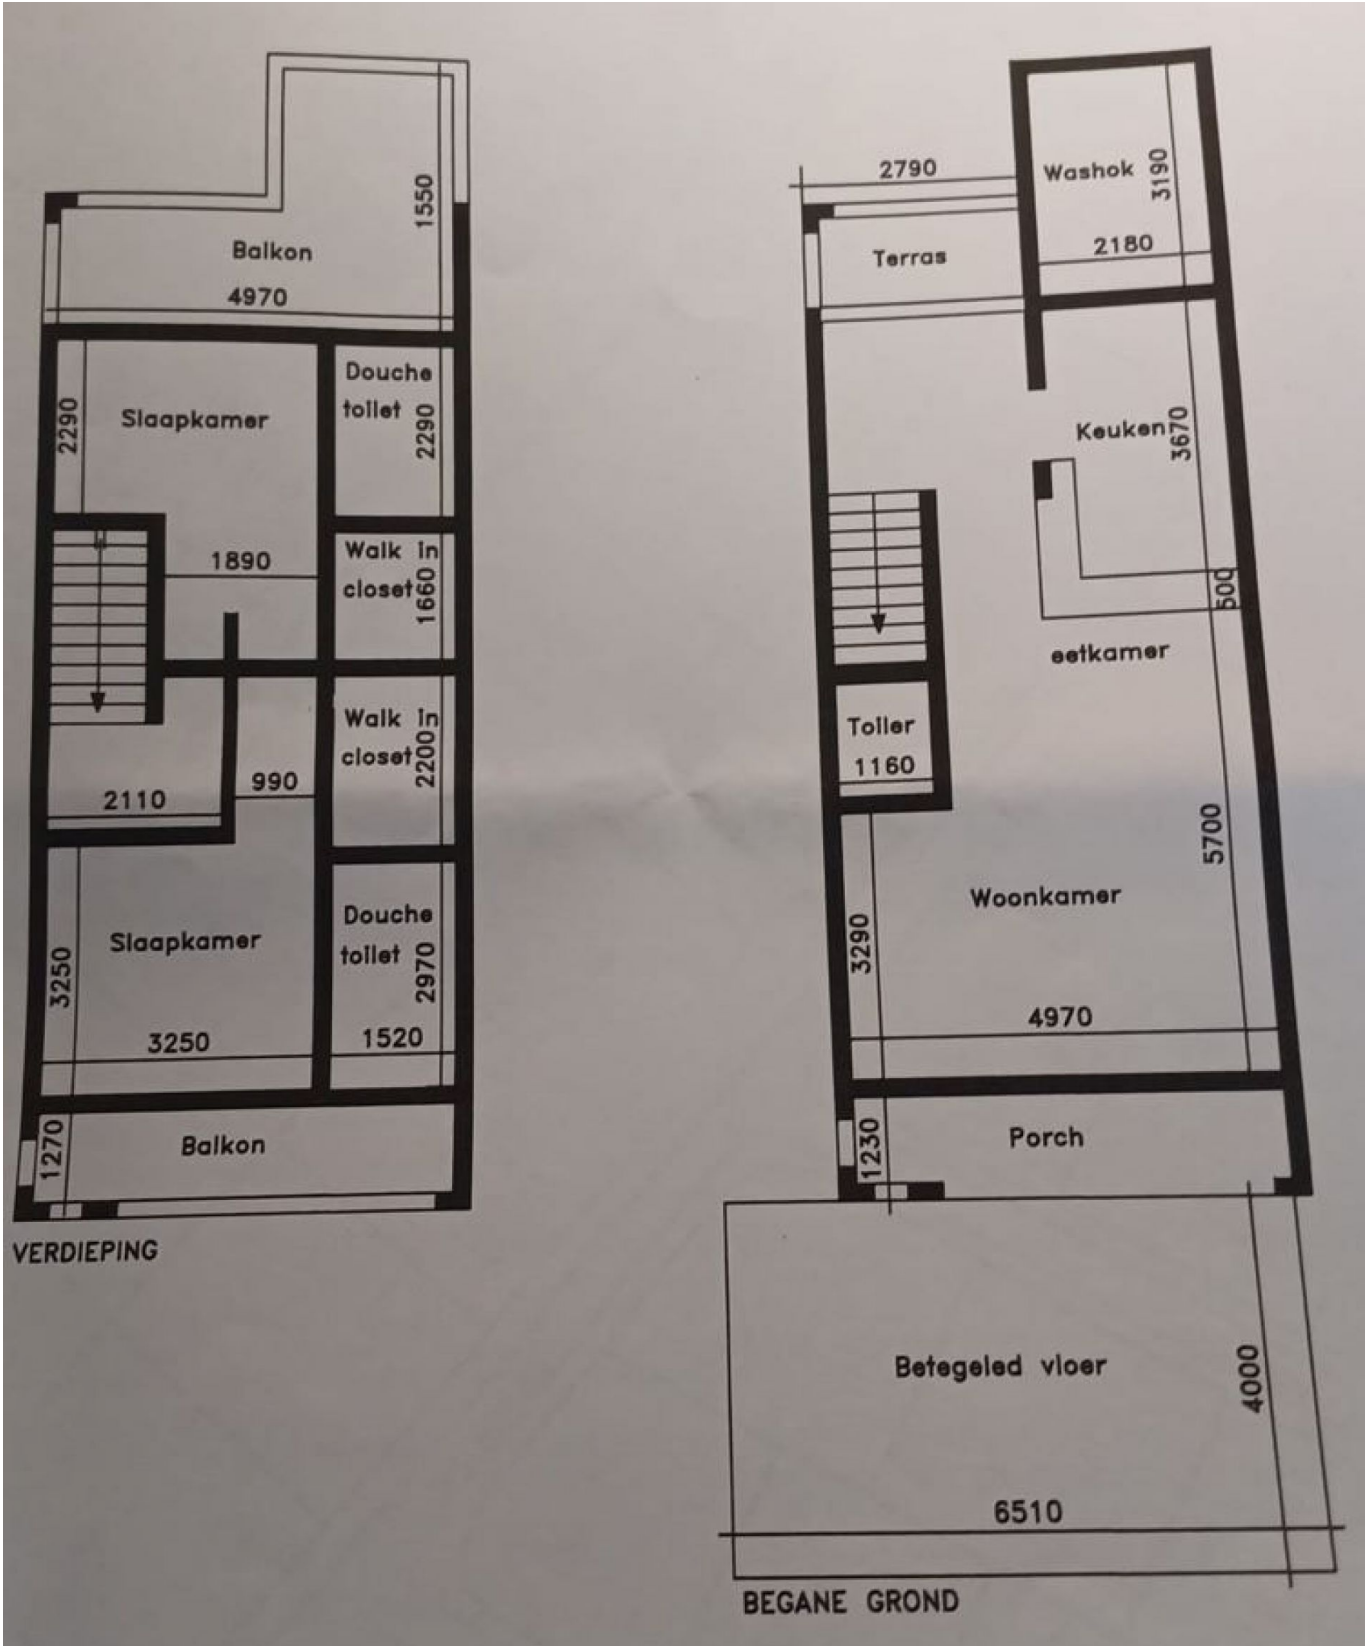 1550
Balkon
4970
Douche
toilet
2290
Slaapkamer
2290
Walk in
closet
1660
1890
Walk in
closet
2200
990
2110
Slaapkamer
3250
Douche
toilet
2970
3250
1520
1270
Balkon
VERDIEPING
2790
Washok
3190
2180
Terras
Keuken
3670
500
eetkamer
Toller
1160
5700
Woonkamer
3290
4970
1230
Porch
Betegeled vloer
4000
6510
BEGANE GROND